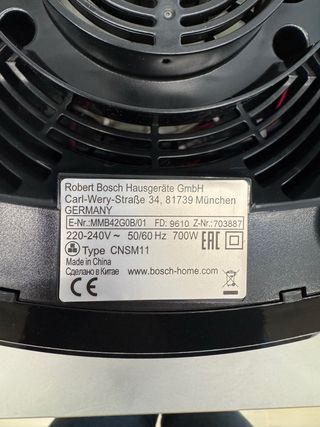 Robert Bosch Hausgeräte GmbH
Carl-Wery-Straße 34, 81739 München
GERMANY
E-Nr.:MMB42G0B/01 FD: 9610 Z-Nr.:703887
220-240V ~ 50/60 Hz 700W EAC
Type CNSM11
Made in China
Сделано в Китае www.bosch-home.com
CE